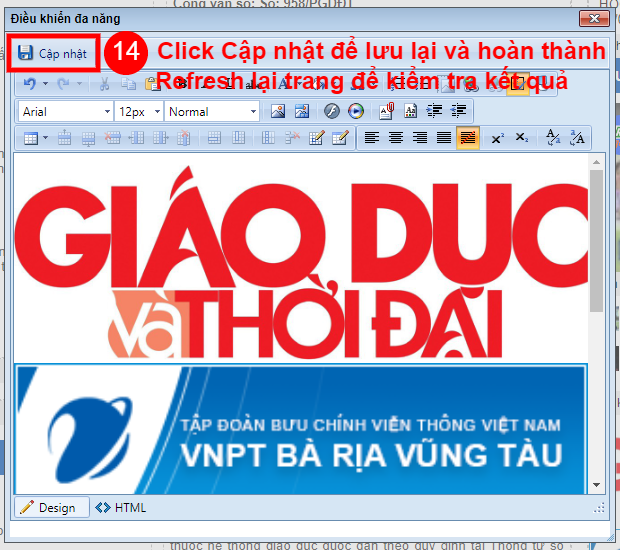 Công văn số: Số: 958/PGDĐT
Điều khiển đa năng
Cập nhật
14 Click Cập nhật để lưu lại và hoàn thành
Refresh lại trang để kiểm tra kết quả
Arial 12px Normal
GIÁO DỤC
và THỜI ĐẠI
TẬP ĐOÀN BƯU CHÍNH VIỄN THÔNG VIỆT NAM
VNPT BÀ RỊA VŨNG TÀU
Design HTML
thuộc hệ thống giáo dục quốc dân theo quy định tại Thông tư số